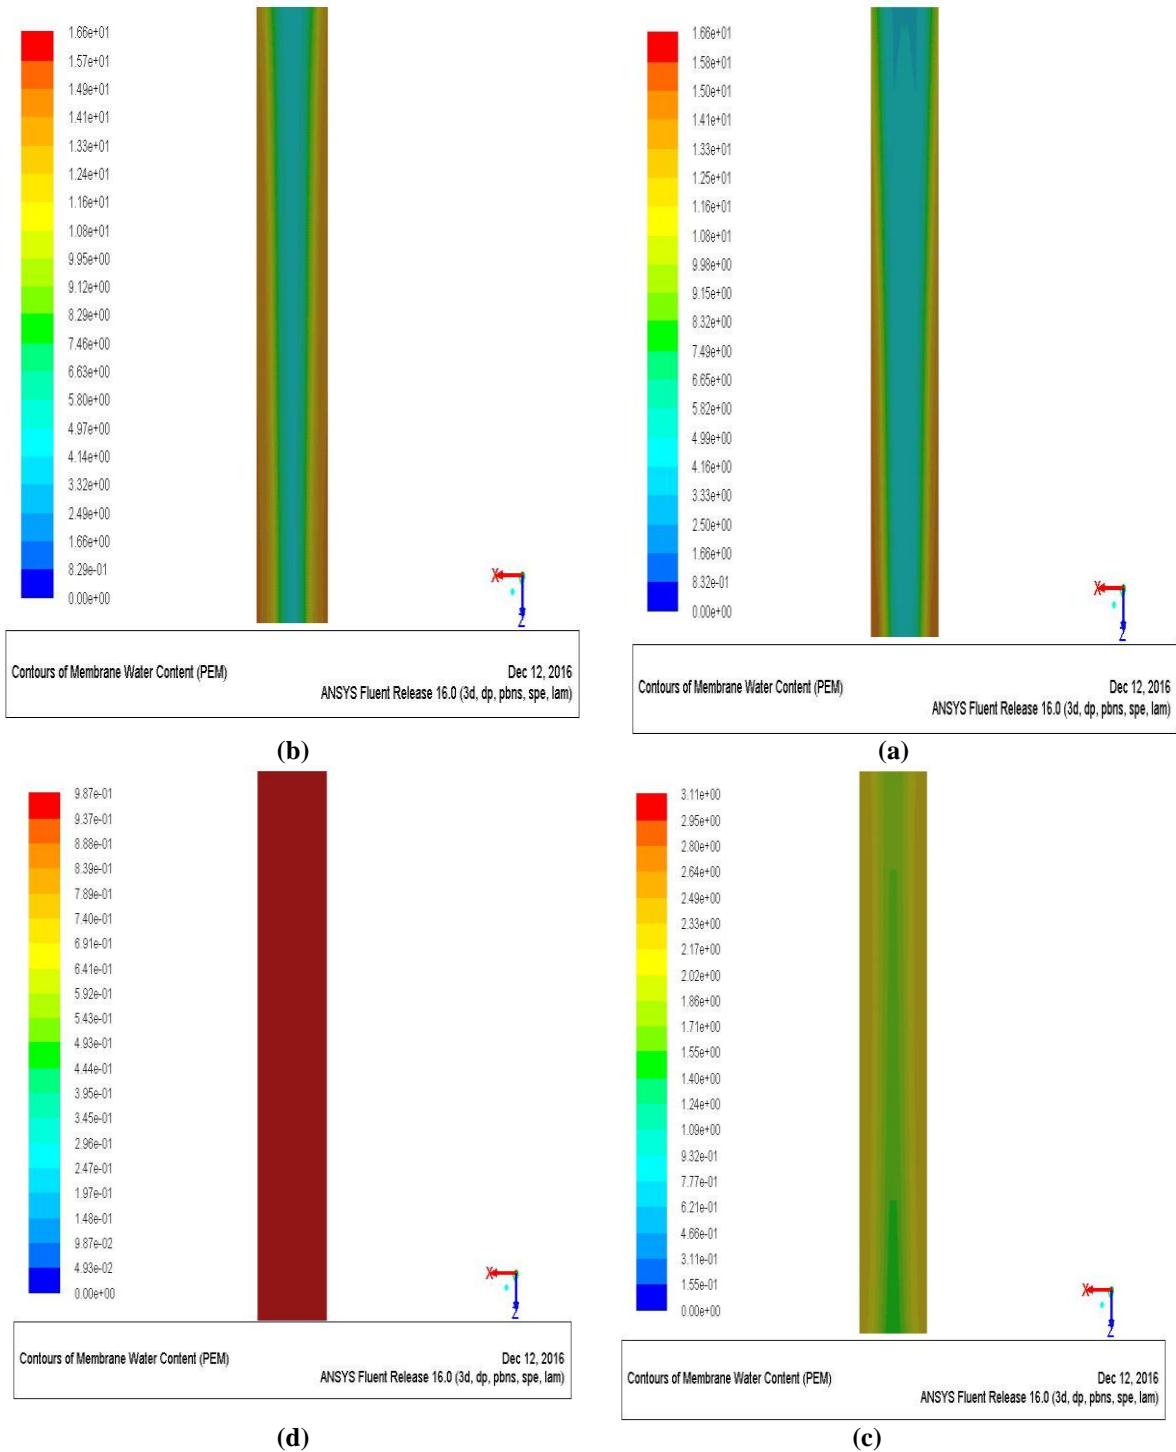 1.66e+01
1.57e+01
1.49e+01
1.41e+01
1.33e+01
1.24e+01
1.16e+01
1.08e+01
9.95e+00
9.12e+00
8.29e+00
7.46e+00
6.63e+00
5.80e+00
4.97e+00
4.14e+00
3.32e+00
2.49e+00
1.66e+00
8.29e-01
0.00e+00
X
Z
Contours of Membrane Water Content (PEM)
Dec 12, 2016
ANSYS Fluent Release 16.0 (3d, dp, pbns, spe, lam)
(b)
1.66e+01
1.58e+01
1.50e+01
1.41e+01
1.33e+01
1.25e+01
1.16e+01
1.08e+01
9.98e+00
9.15e+00
8.32e+00
7.49e+00
6.65e+00
5.82e+00
4.99e+00
4.16e+00
3.33e+00
2.50e+00
1.66e+00
8.32e-01
0.00e+00
X
Z
Contours of Membrane Water Content (PEM)
Dec 12, 2016
ANSYS Fluent Release 16.0 (3d, dp, pbns, spe, lam)
(a)
9.87e-01
9.37e-01
8.88e-01
8.39e-01
7.89e-01
7.40e-01
6.91e-01
6.41e-01
5.92e-01
5.43e-01
4.93e-01
4.44e-01
3.95e-01
3.45e-01
2.96e-01
2.47e-01
1.97e-01
1.48e-01
9.87e-02
4.93e-02
0.00e+00
X
Z
Contours of Membrane Water Content (PEM)
Dec 12, 2016
ANSYS Fluent Release 16.0 (3d, dp, pbns, spe, lam)
(d)
3.11e+00
2.95e+00
2.80e+00
2.64e+00
2.49e+00
2.33e+00
2.17e+00
2.02e+00
1.86e+00
1.71e+00
1.55e+00
1.40e+00
1.24e+00
1.09e+00
9.32e-01
7.77e-01
6.21e-01
4.66e-01
3.11e-01
1.55e-01
0.00e+00
X
Z
Contours of Membrane Water Content (PEM)
Dec 12, 2016
ANSYS Fluent Release 16.0 (3d, dp, pbns, spe, lam)
(c)